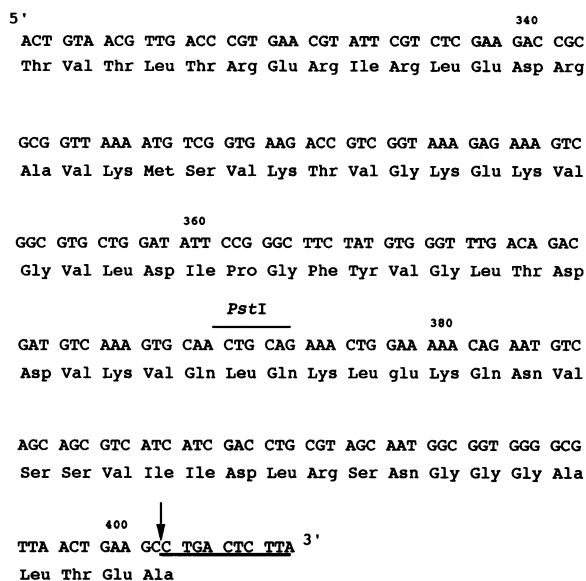 5'
340
ACT GTA ACG TTG ACC CGT GAA CGT ATT CGT CTC GAA GAC CGC
Thr Val Thr Leu Thr Arg Glu Arg Ile Arg Leu Glu Asp Arg
GCG GTT AAA ATG TCG GTG AAG ACC GTC GGT AAA GAG AAA GTC
Ala Val Lys Met Ser Val Lys Thr Val Gly Lys Glu Lys Val
360
GGC GTG CTG GAT ATT CCG GGC TTC TAT GTG GGT TTG ACA GAC
Gly Val Leu Asp Ile Pro Gly Phe Tyr Val Gly Leu Thr Asp
PstI
380
GAT GTC AAA GTG CAA CTG CAG AAA CTG GAA AAA CAG AAT GTC
Asp Val Lys Val Gln Leu Gln Lys Leu glu Lys Gln Asn Val
AGC AGC GTC ATC ATC GAC CTG CGT AGC AAT GGC GGT GGG GCG
Ser Ser Val Ile Ile Asp Leu Arg Ser Asn Gly Gly Gly Ala
400
TTA ACT GAA GCC TGA CTC TTA 3'
Leu Thr Glu Ala